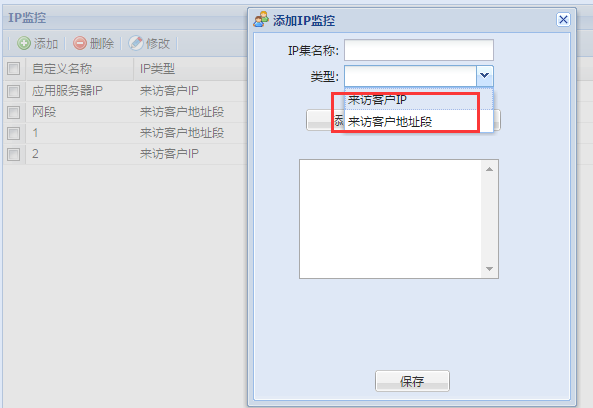 IP监控
添加 删除 修改
自定义名称 IP类型
应用服务器IP 来访客户IP
网段 来访客户地址段
1 来访客户地址段
2 来访客户IP
添加IP监控
IP集名称:
类型:
来访客户IP
来访客户地址段
保存